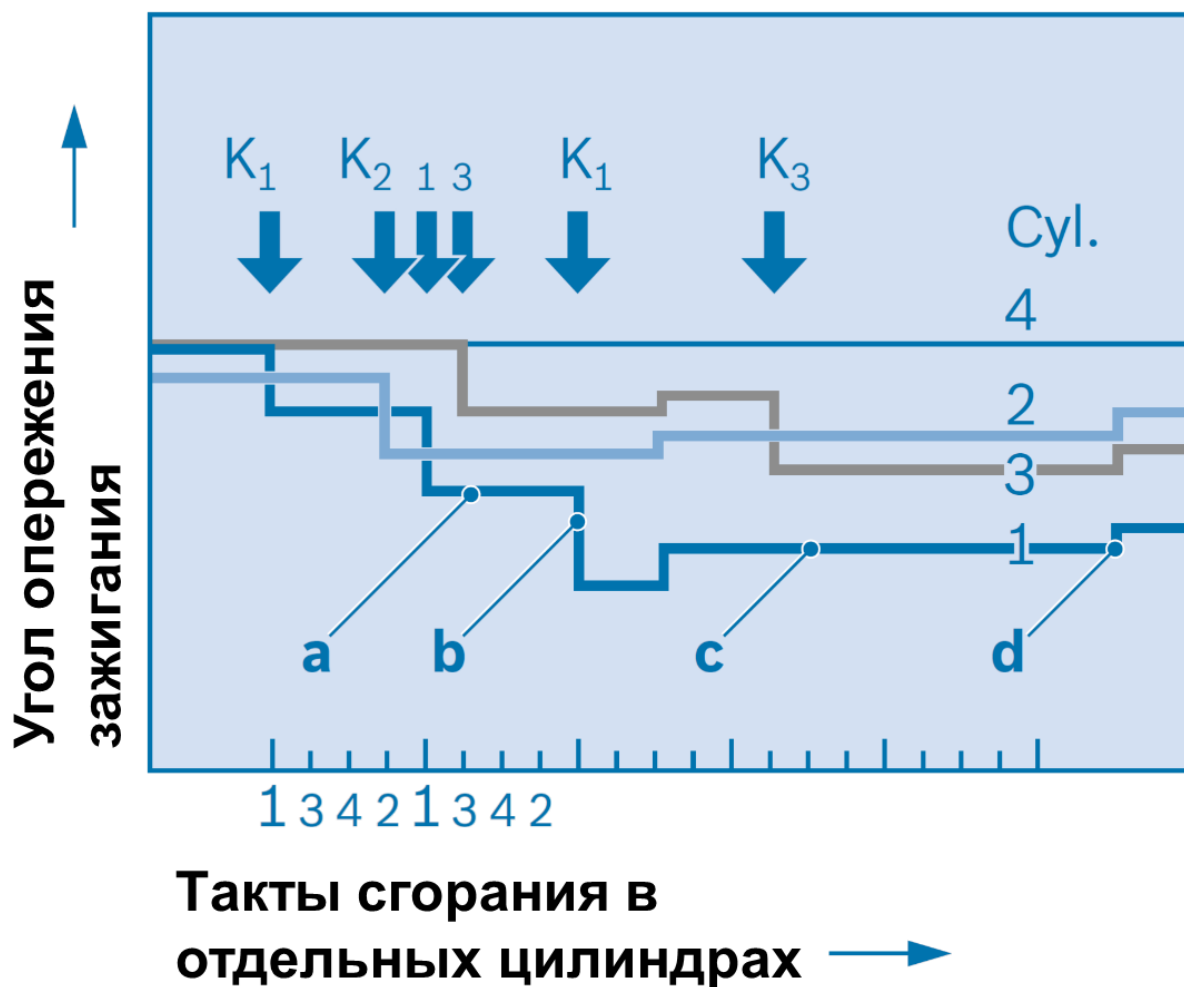 Угол опережения
зажигания
K₁ K₂ 1 3 K₁ K₃
Cyl.
4
2
3
1
a b c d
1 3 4 2 1 3 4 2
Такты сгорания в
отдельных цилиндрах